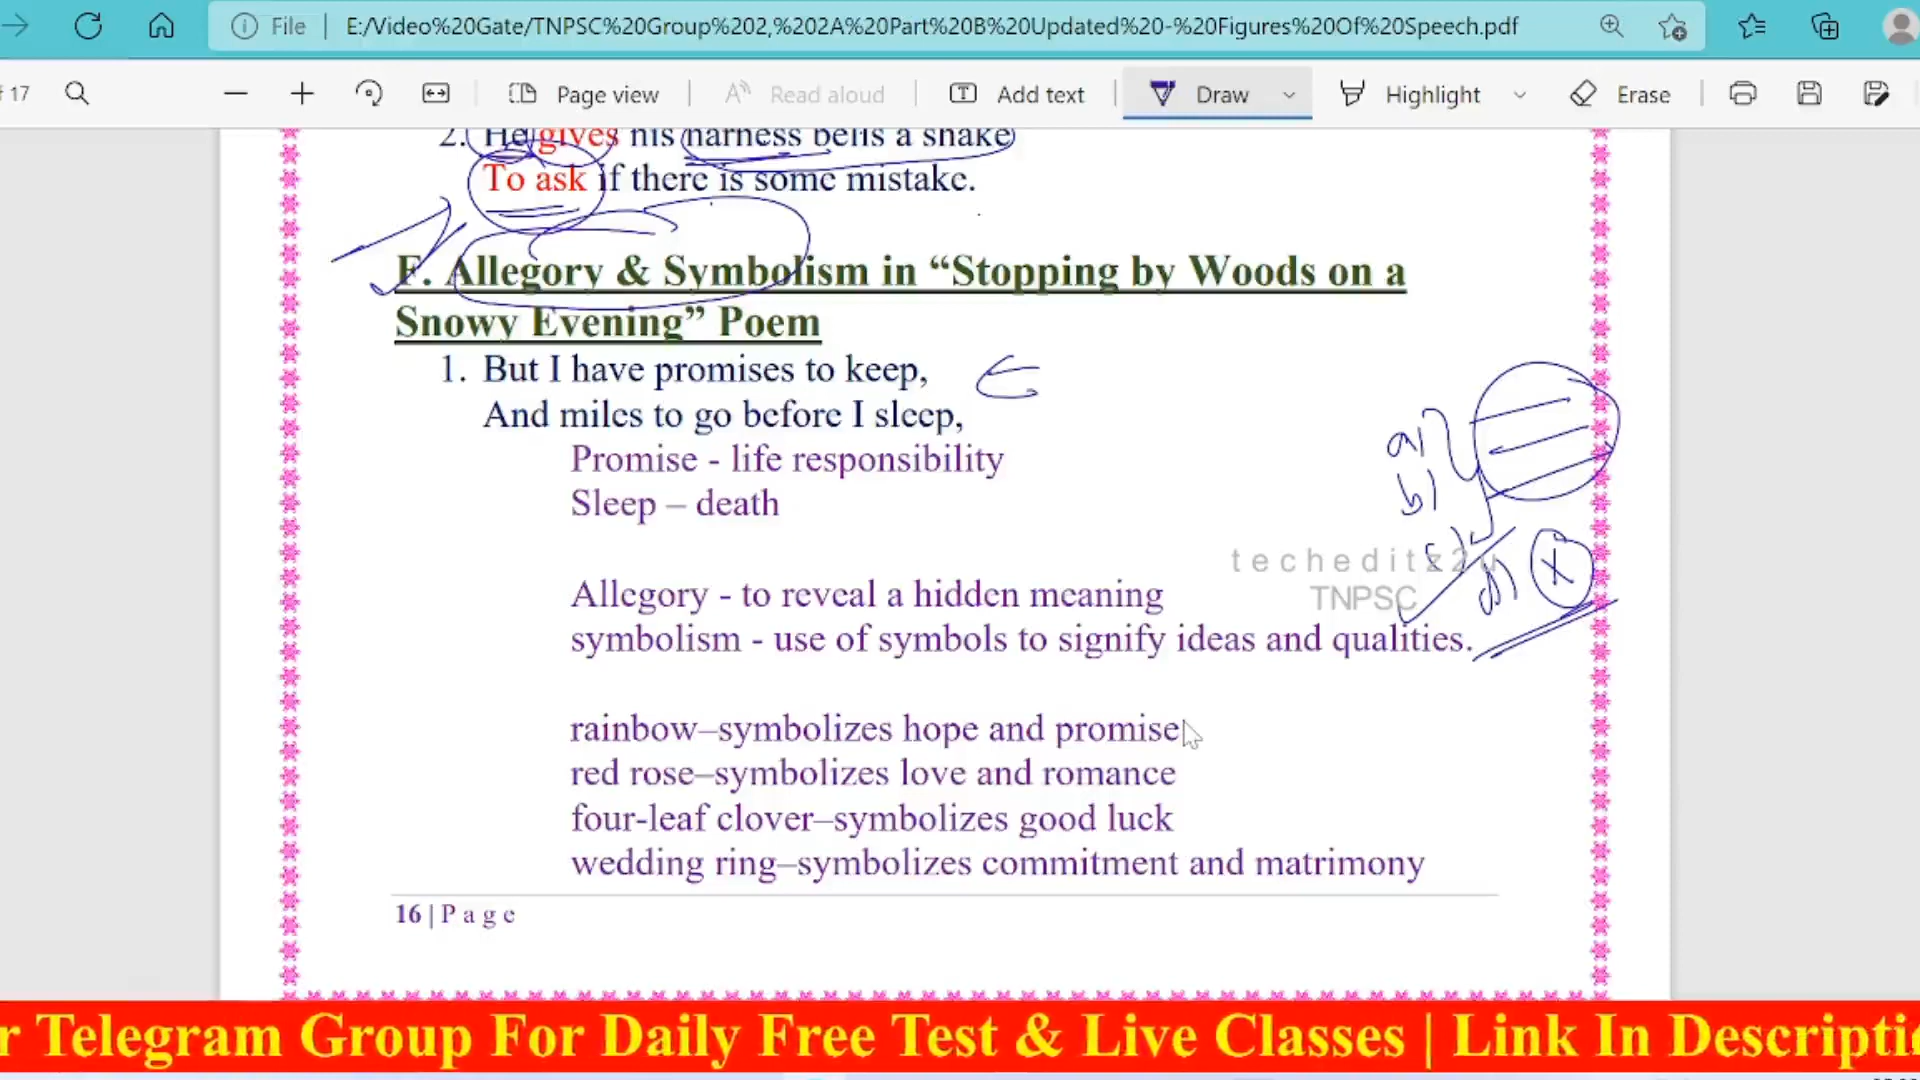 File | E:/Video%20Gate/TNPSC%20Group%202,%202A%20Part%20B%20Updated%20-%20Figures%20Of%20Speech.pdf
f 17 Page view Read aloud Add text Draw Highlight Erase
2. He gives his harness bells a shake
To ask if there is some mistake.
F. Allegory & Symbolism in “Stopping by Woods on a
Snowy Evening” Poem
1. But I have promises to keep,
And miles to go before I sleep,
Promise - life responsibility
Sleep – death
a)
b)
c)
d)
techeditz2u
TNPSC
Allegory - to reveal a hidden meaning
symbolism - use of symbols to signify ideas and qualities.
rainbow–symbolizes hope and promise
red rose–symbolizes love and romance
four-leaf clover–symbolizes good luck
wedding ring–symbolizes commitment and matrimony
16 | P a g e
r Telegram Group For Daily Free Test & Live Classes | Link In Descripti